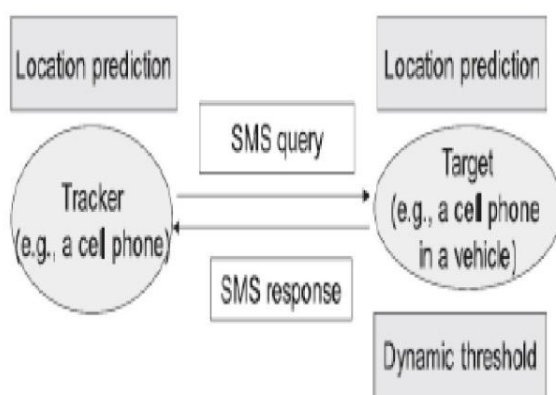 Location prediction
Location prediction
SMS query
Tracker
(e.g., a cell phone)
Target
(e.g., a cell phone
in a vehicle)
SMS response
Dynamic threshold